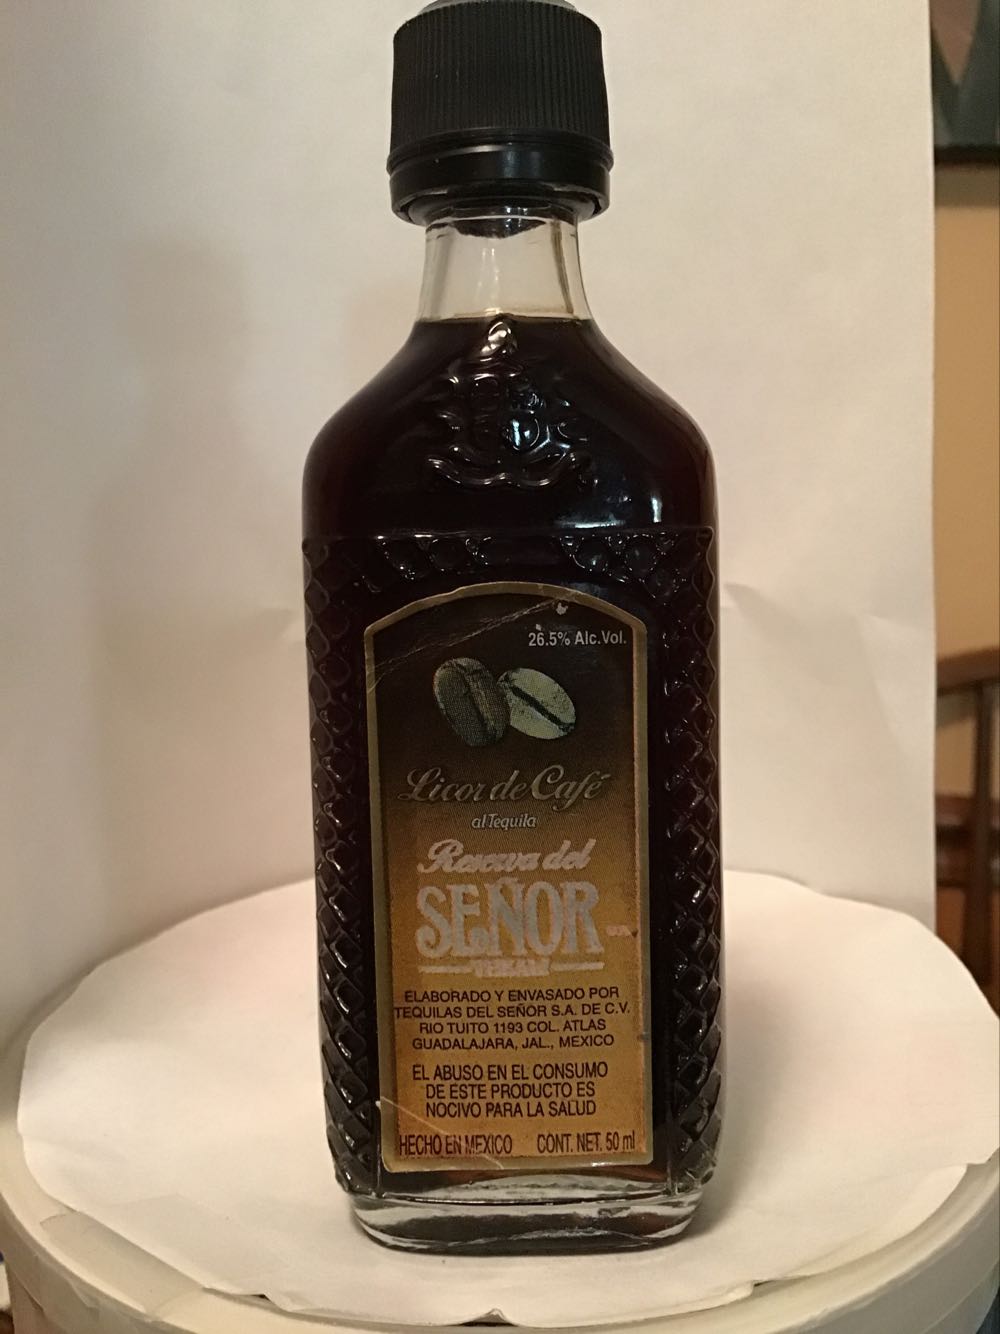 26.5% Alc.Vol.
Licor de Café
al Tequila
Reserva del
SEÑOR
ELABORADO Y ENVASADO POR
TEQUILAS DEL SEÑOR S.A. DE C.V.
RIO TUITO 1193 COL. ATLAS
GUADALAJARA, JAL., MEXICO
EL ABUSO EN EL CONSUMO
DE ESTE PRODUCTO ES
NOCIVO PARA LA SALUD
HECHO EN MEXICO CONT. NET. 50 ml